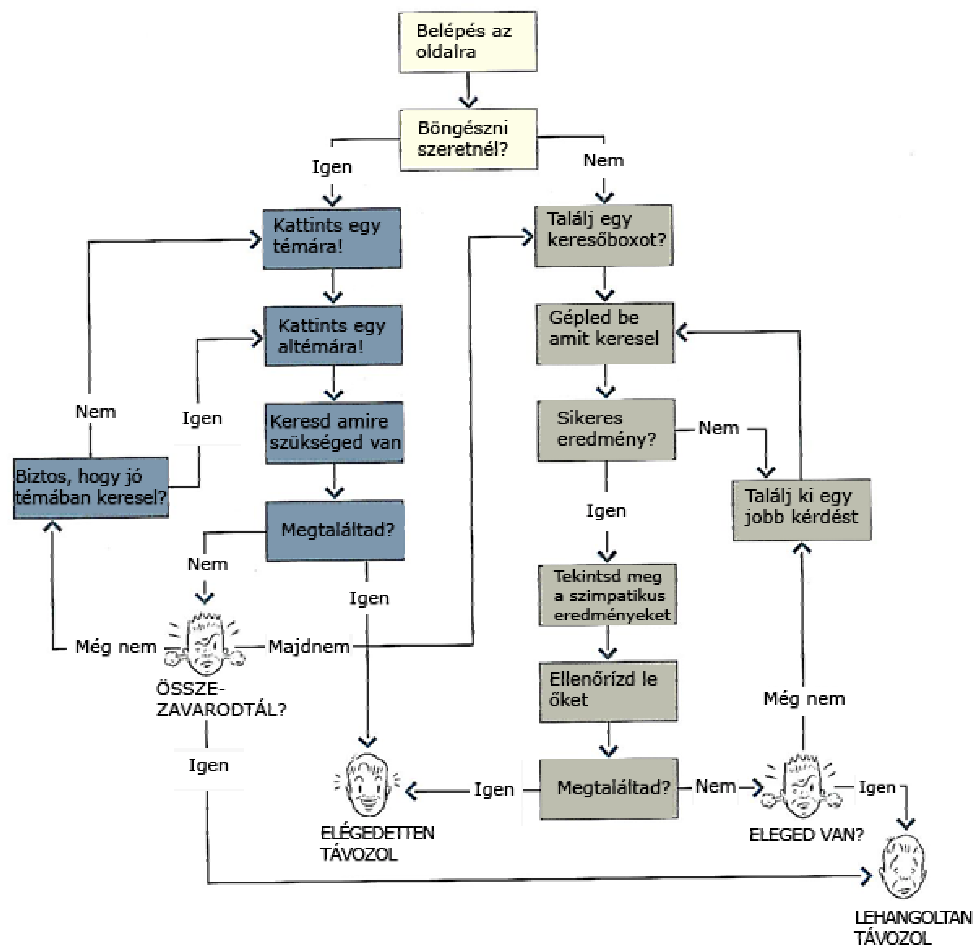 Belépés az
oldalra
Böngészni
szeretnél?
Igen
Nem
Kattints egy
témára!
Találj egy
keresőboxot?
Kattints egy
altémára!
Gépled be
amit keresel
Nem
Igen
Keresd amire
szükséged van
Sikeres
eredmény?
Nem
Biztos, hogy jó
témában keresel?
Találj ki egy
jobb kérdést
Megtaláltad?
Igen
Nem
Igen
Tekintsd meg
a szimpatikus
eredményeket
Még nem
Majdnem
ÖSSZE-
ZAVARODTÁL?
Ellenőrízd le
őket
Még nem
Igen
Igen
Megtaláltad?
Nem
Igen
ELÉGEDETTEN
TÁVOZOL
ELEGED VAN?
LEHANGOLTAN
TÁVOZOL